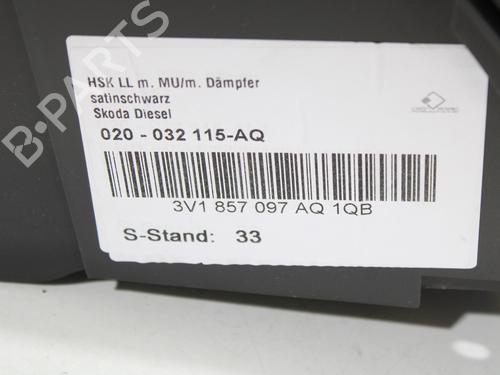 HSK LL m. MU/m. Dämpfer
satinschwarz
Skoda Diesel
020 - 032 115-AQ
3V1 857 097 AQ 1QB
S-Stand: 33
B-PARTS